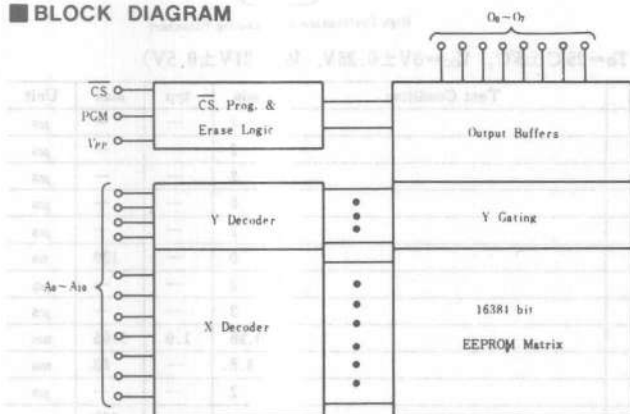 ■BLOCK DIAGRAM
O₀~O₇
CS
PGM
VPP
CS, Prog. &
Erase Logic
Output Buffers
Y Decoder
Y Gating
A₀~A₁₀
X Decoder
16384 bit
EEPROM Matrix